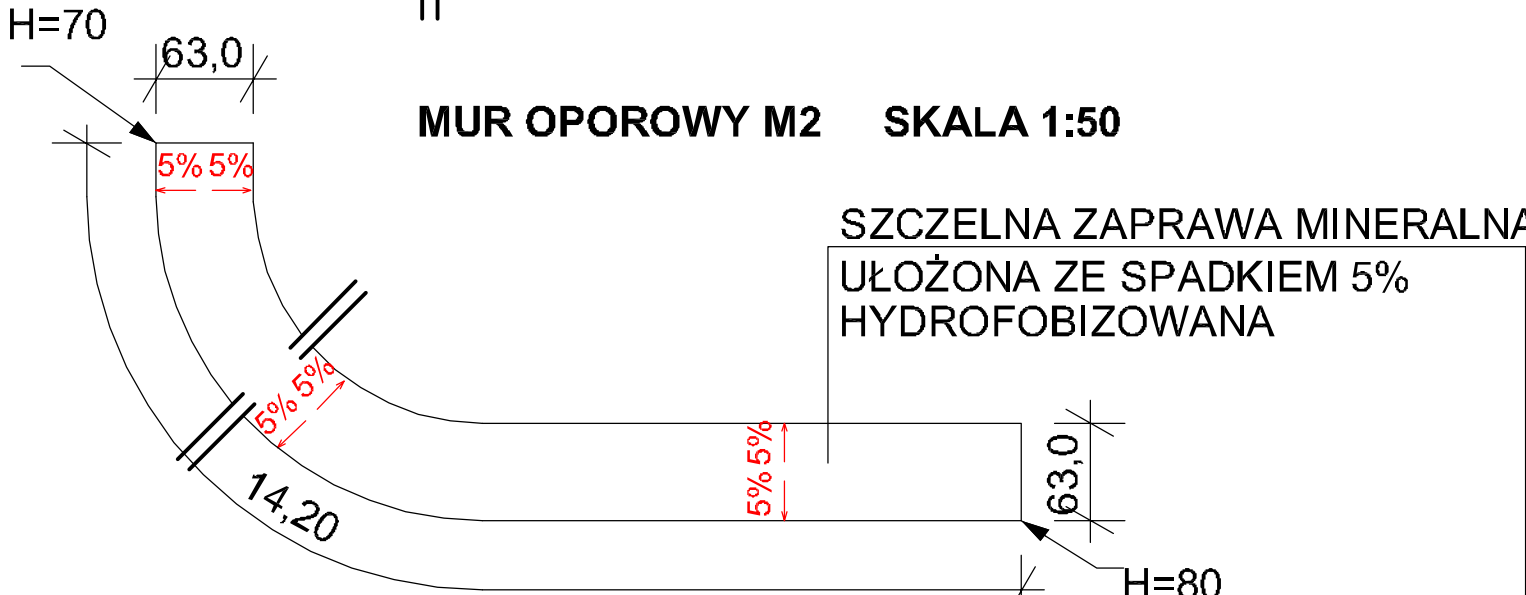 H=70
63,0
MUR OPOROWY M2 SKALA 1:50
5% 5%
SZCZELNA ZAPRAWA MINERALNA
UŁOŻONA ZE SPADKIEM 5%
HYDROFOBIZOWANA
5% 5%
5% 5%
63,0
14,20
H=80